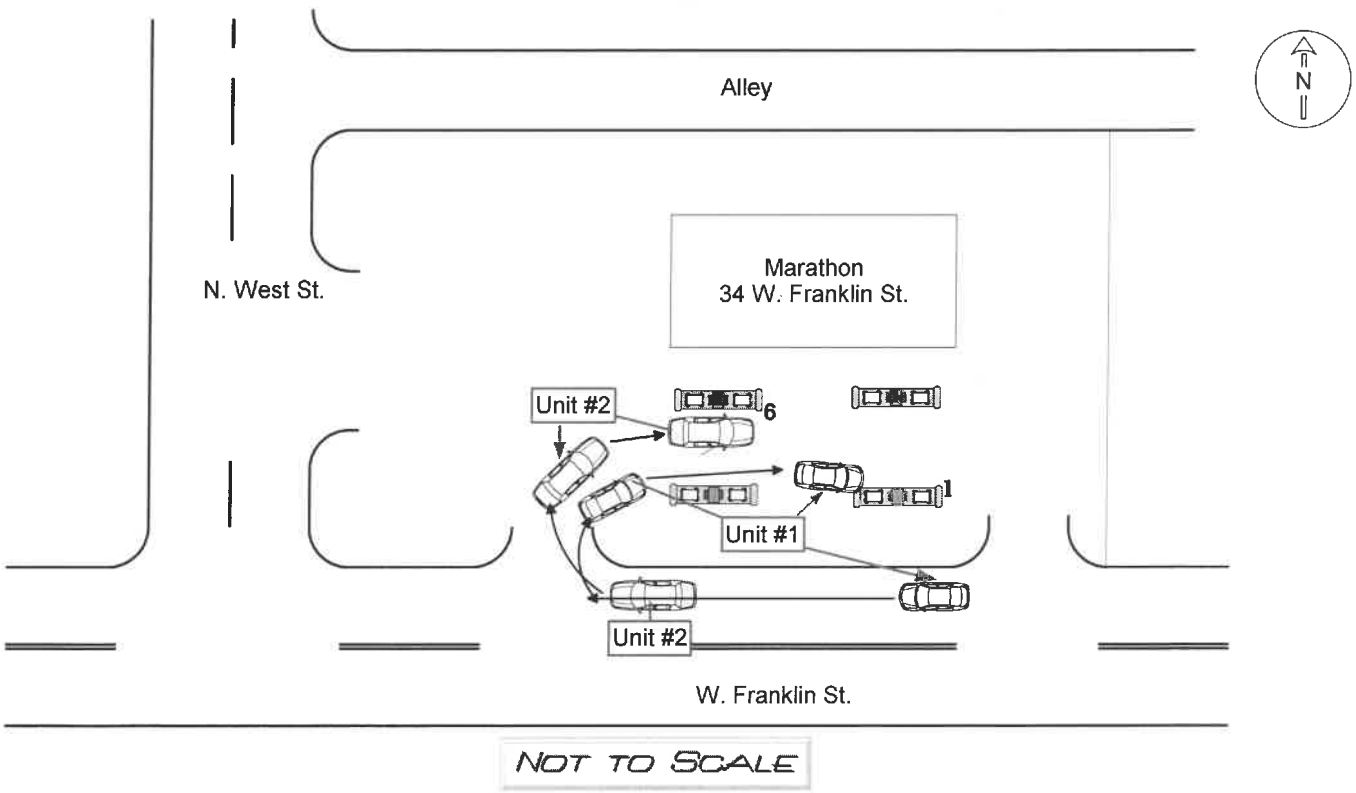 Alley
N
Marathon
34 W. Franklin St.
N. West St.
Unit #2
6
1
Unit #1
Unit #2
W. Franklin St.
NOT TO SCALE